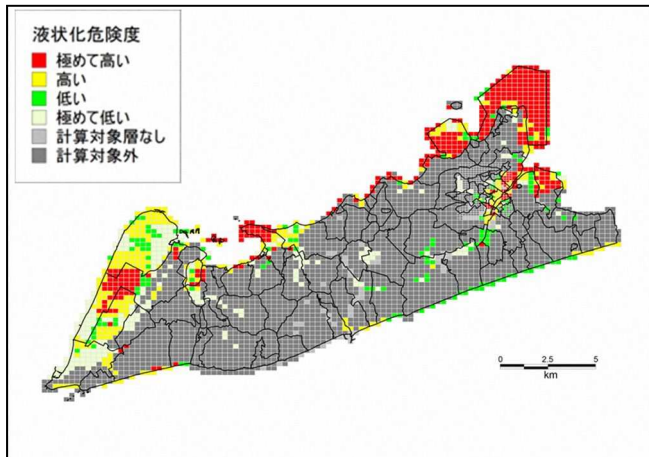 液状化危険度
極めて高い
高い
低い
極めて低い
計算対象層なし
計算対象外
0 2.5 5
km